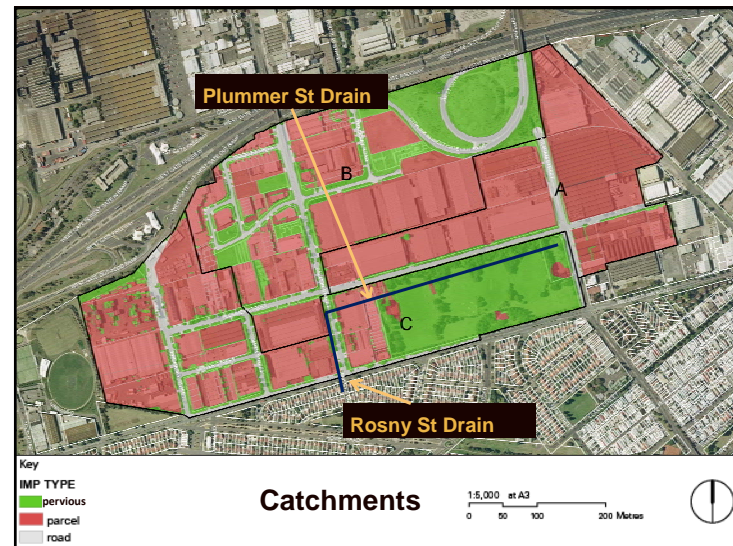 Plummer St Drain
B
A
C
Rosny St Drain
Key
IMP TYPE
pervious
parcel
road
Catchments
1:5,000 at A3
0 50 100 200 Metres